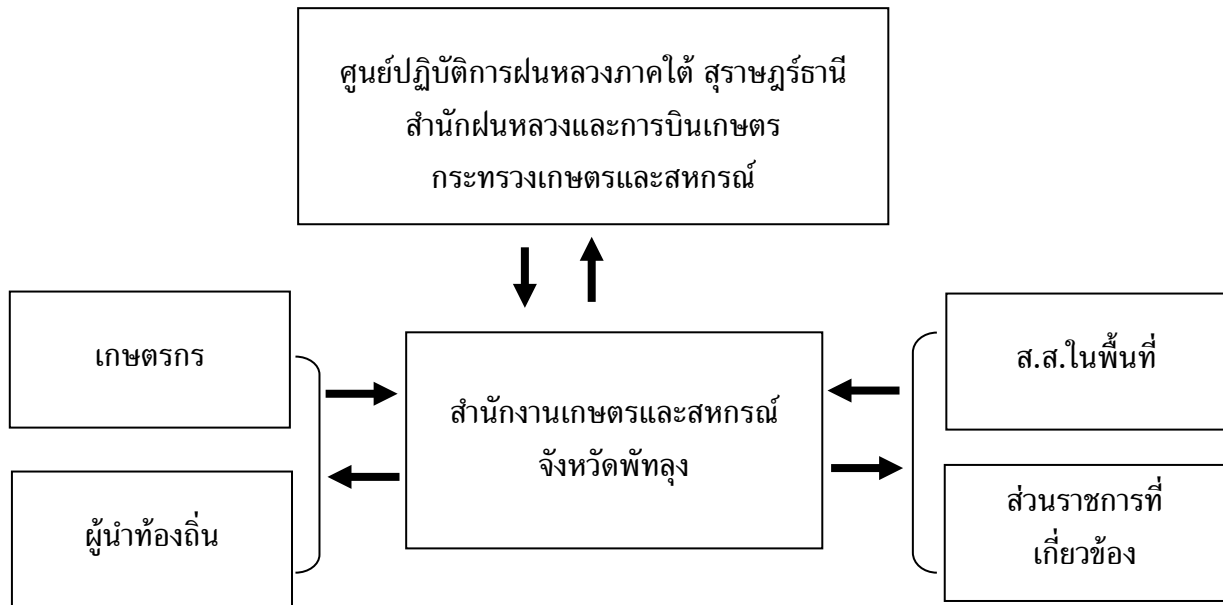 ศูนย์ปฏิบัติการฝนหลวงภาคใต้ สุราษฎร์ธานี
สำนักฝนหลวงและการบินเกษตร
กระทรวงเกษตรและสหกรณ์
เกษตรกร
ส.ส.ในพื้นที่
สำนักงานเกษตรและสหกรณ์
จังหวัดพัทลุง
ผู้นำท้องถิ่น
ส่วนราชการที่
เกี่ยวข้อง